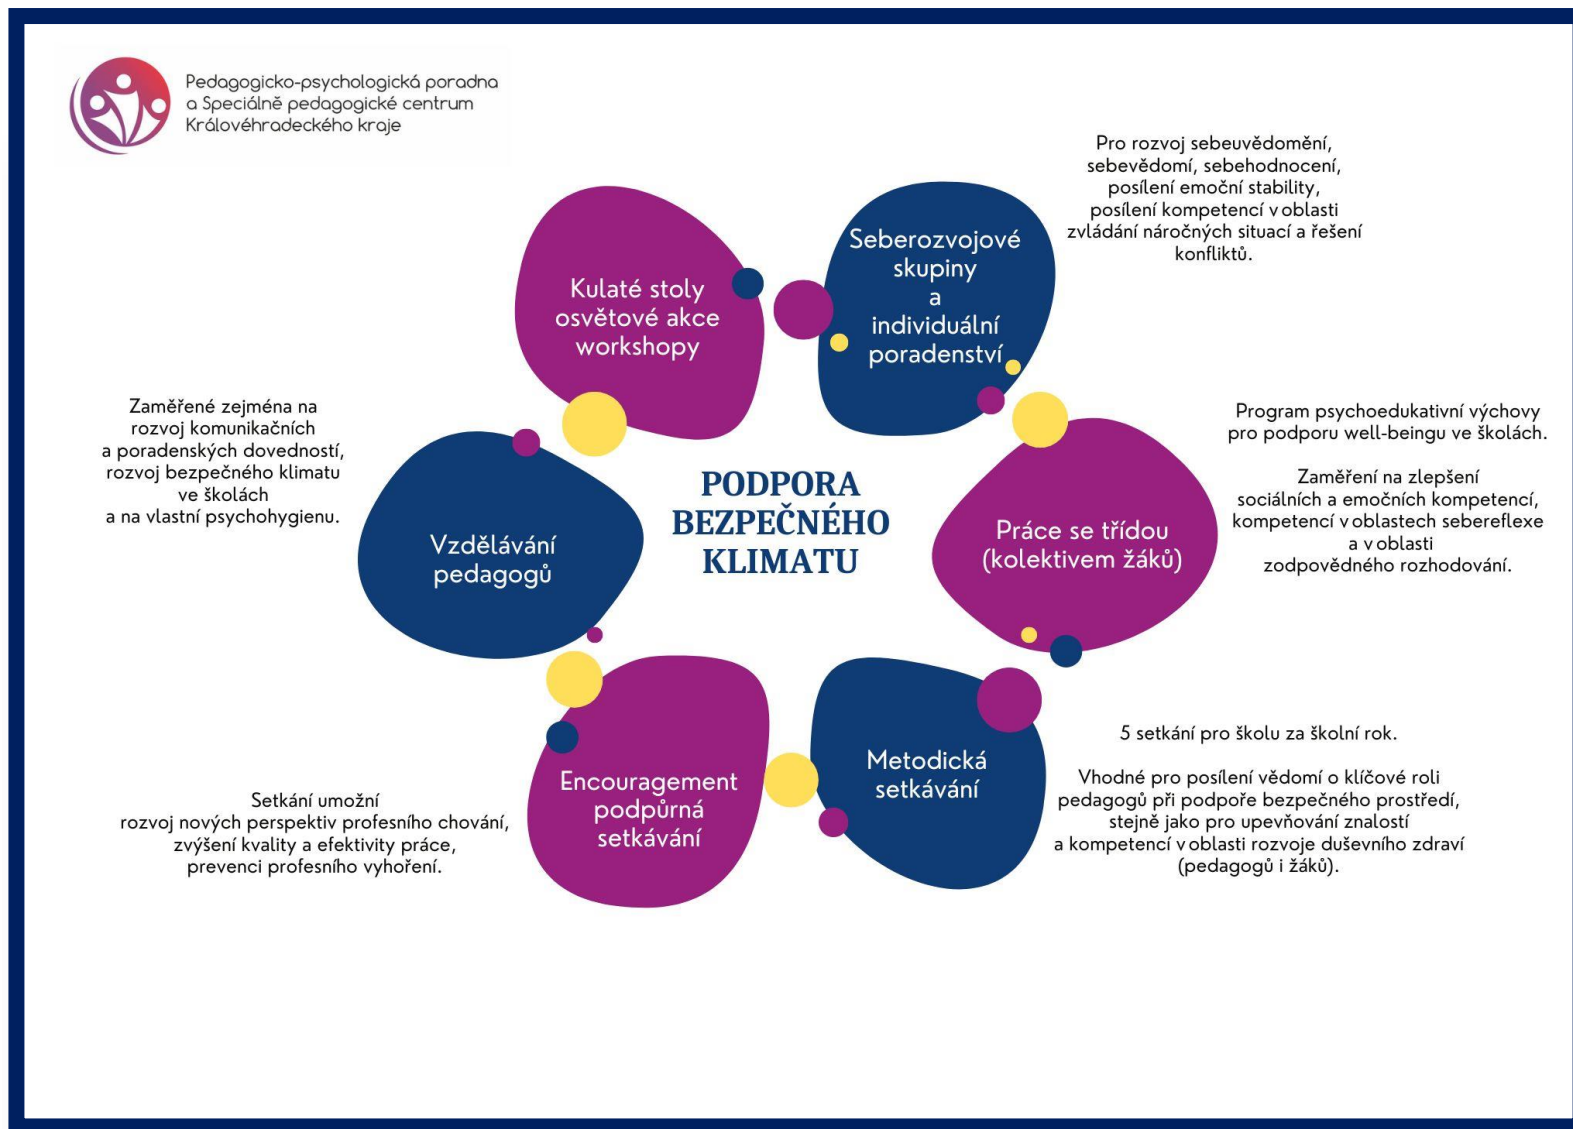 Pedagogicko-psychologická poradna
a Speciálně pedagogické centrum
Královéhradeckého kraje
Pro rozvoj sebeuvědomění,
sebevědomí, sebehodnocení,
posílení emoční stability,
posílení kompetencí v oblasti
zvládání náročných situací a řešení
konfliktů.
Seberozvojové
skupiny
a
individuální
poradenství
Kulaté stoly
osvětové akce
workshopy
Zaměřené zejména na
rozvoj komunikačních
a poradenských dovedností,
rozvoj bezpečného klimatu
ve školách
a na vlastní psychohygienu.
Vzdělávání
pedagogů
PODPORA
BEZPEČNÉHO
KLIMATU
Práce se třídou
(kolektivem žáků)
Program psychoedukativní výchovy
pro podporu well-beingu ve školách.
Zaměření na zlepšení
sociálních a emočních kompetencí,
kompetencí v oblastech sebereflexe
a v oblasti
zodpovědného rozhodování.
Encouragement
podpůrná
setkávání
Setkání umožní
rozvoj nových perspektiv profesního chování,
zvýšení kvality a efektivity práce,
prevenci profesního vyhoření.
Metodická
setkávání
5 setkání pro školu za školní rok.
Vhodné pro posílení vědomí o klíčové roli
pedagogů při podpoře bezpečného prostředí,
stejně jako pro upevňování znalostí
a kompetencí v oblasti rozvoje duševního zdraví
(pedagogů i žáků).